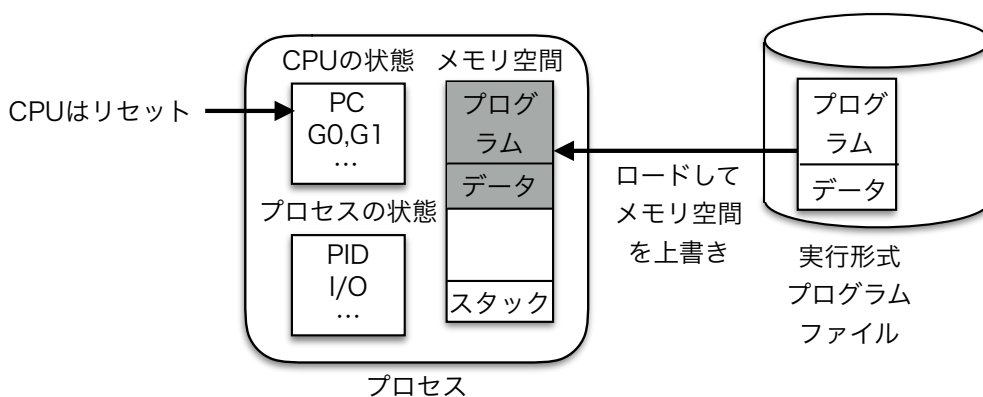 CPUの状態
メモリ空間
CPUはリセット
PC
G0,G1
…
プログ
ラム
データ
スタック
プロセスの状態
PID
I/O
…
プロセス
ロードして
メモリ空間
を上書き
プログ
ラム
データ
実行形式
プログラム
ファイル